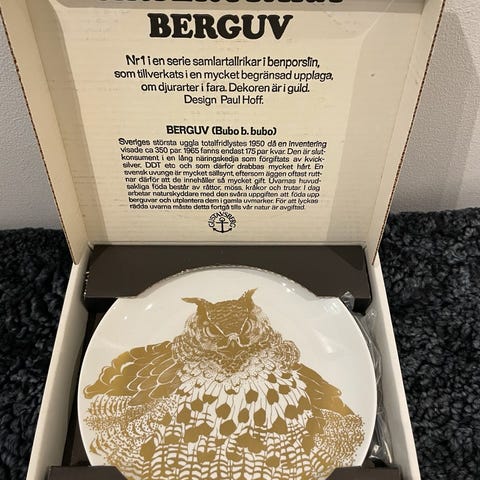 BERGUV
Nr1 i en serie samlartallrikar i benporslin,
som tillverkats i en mycket begränsad upplaga,
om djurarter i fara. Dekoren är i guld.
Design Paul Hoff.
BERGUV (Bubo b. bubo)
Sveriges största uggla totalfridlystes 1950 då en inventering
visade ca 350 par. 1965 fanns endast 175 par kvar. Den är slut-
konsument i en lång näringskedja som förgiftats av kvick-
silver, DDT etc och som därför drabbas mycket hårt. En
svensk uvunge är mycket sällsynt, eftersom äggen oftast rutt-
nar därför att de innehåller så mycket gift. Uvarnas huvud-
sakliga föda består av råttor, möss, kråkor och trutar. I dag
arbetar naturskyddare med den svåra uppgiften att föda upp
berguvar och utplantera dem i gamla uvmarker. För att lyckas
rädda uvarna måste detta fortgå tills vår natur är avgiftad.
GUSTAVSBERG